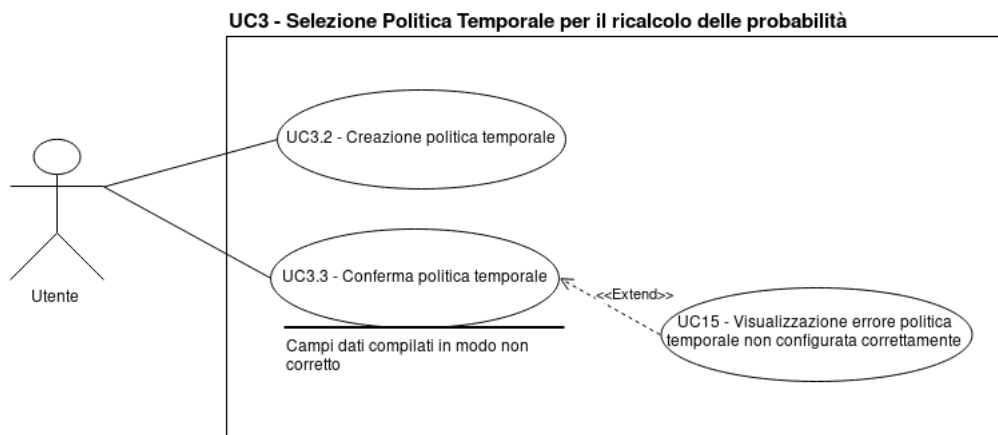 UC3 - Selezione Politica Temporale per il ricalcolo delle probabilità
UC3.2 - Creazione politica temporale
UC3.3 - Conferma politica temporale
<<Extend>>
Utente
UC15 - Visualizzazione errore politica
temporale non configurata correttamente
Campi dati compilati in modo non
corretto